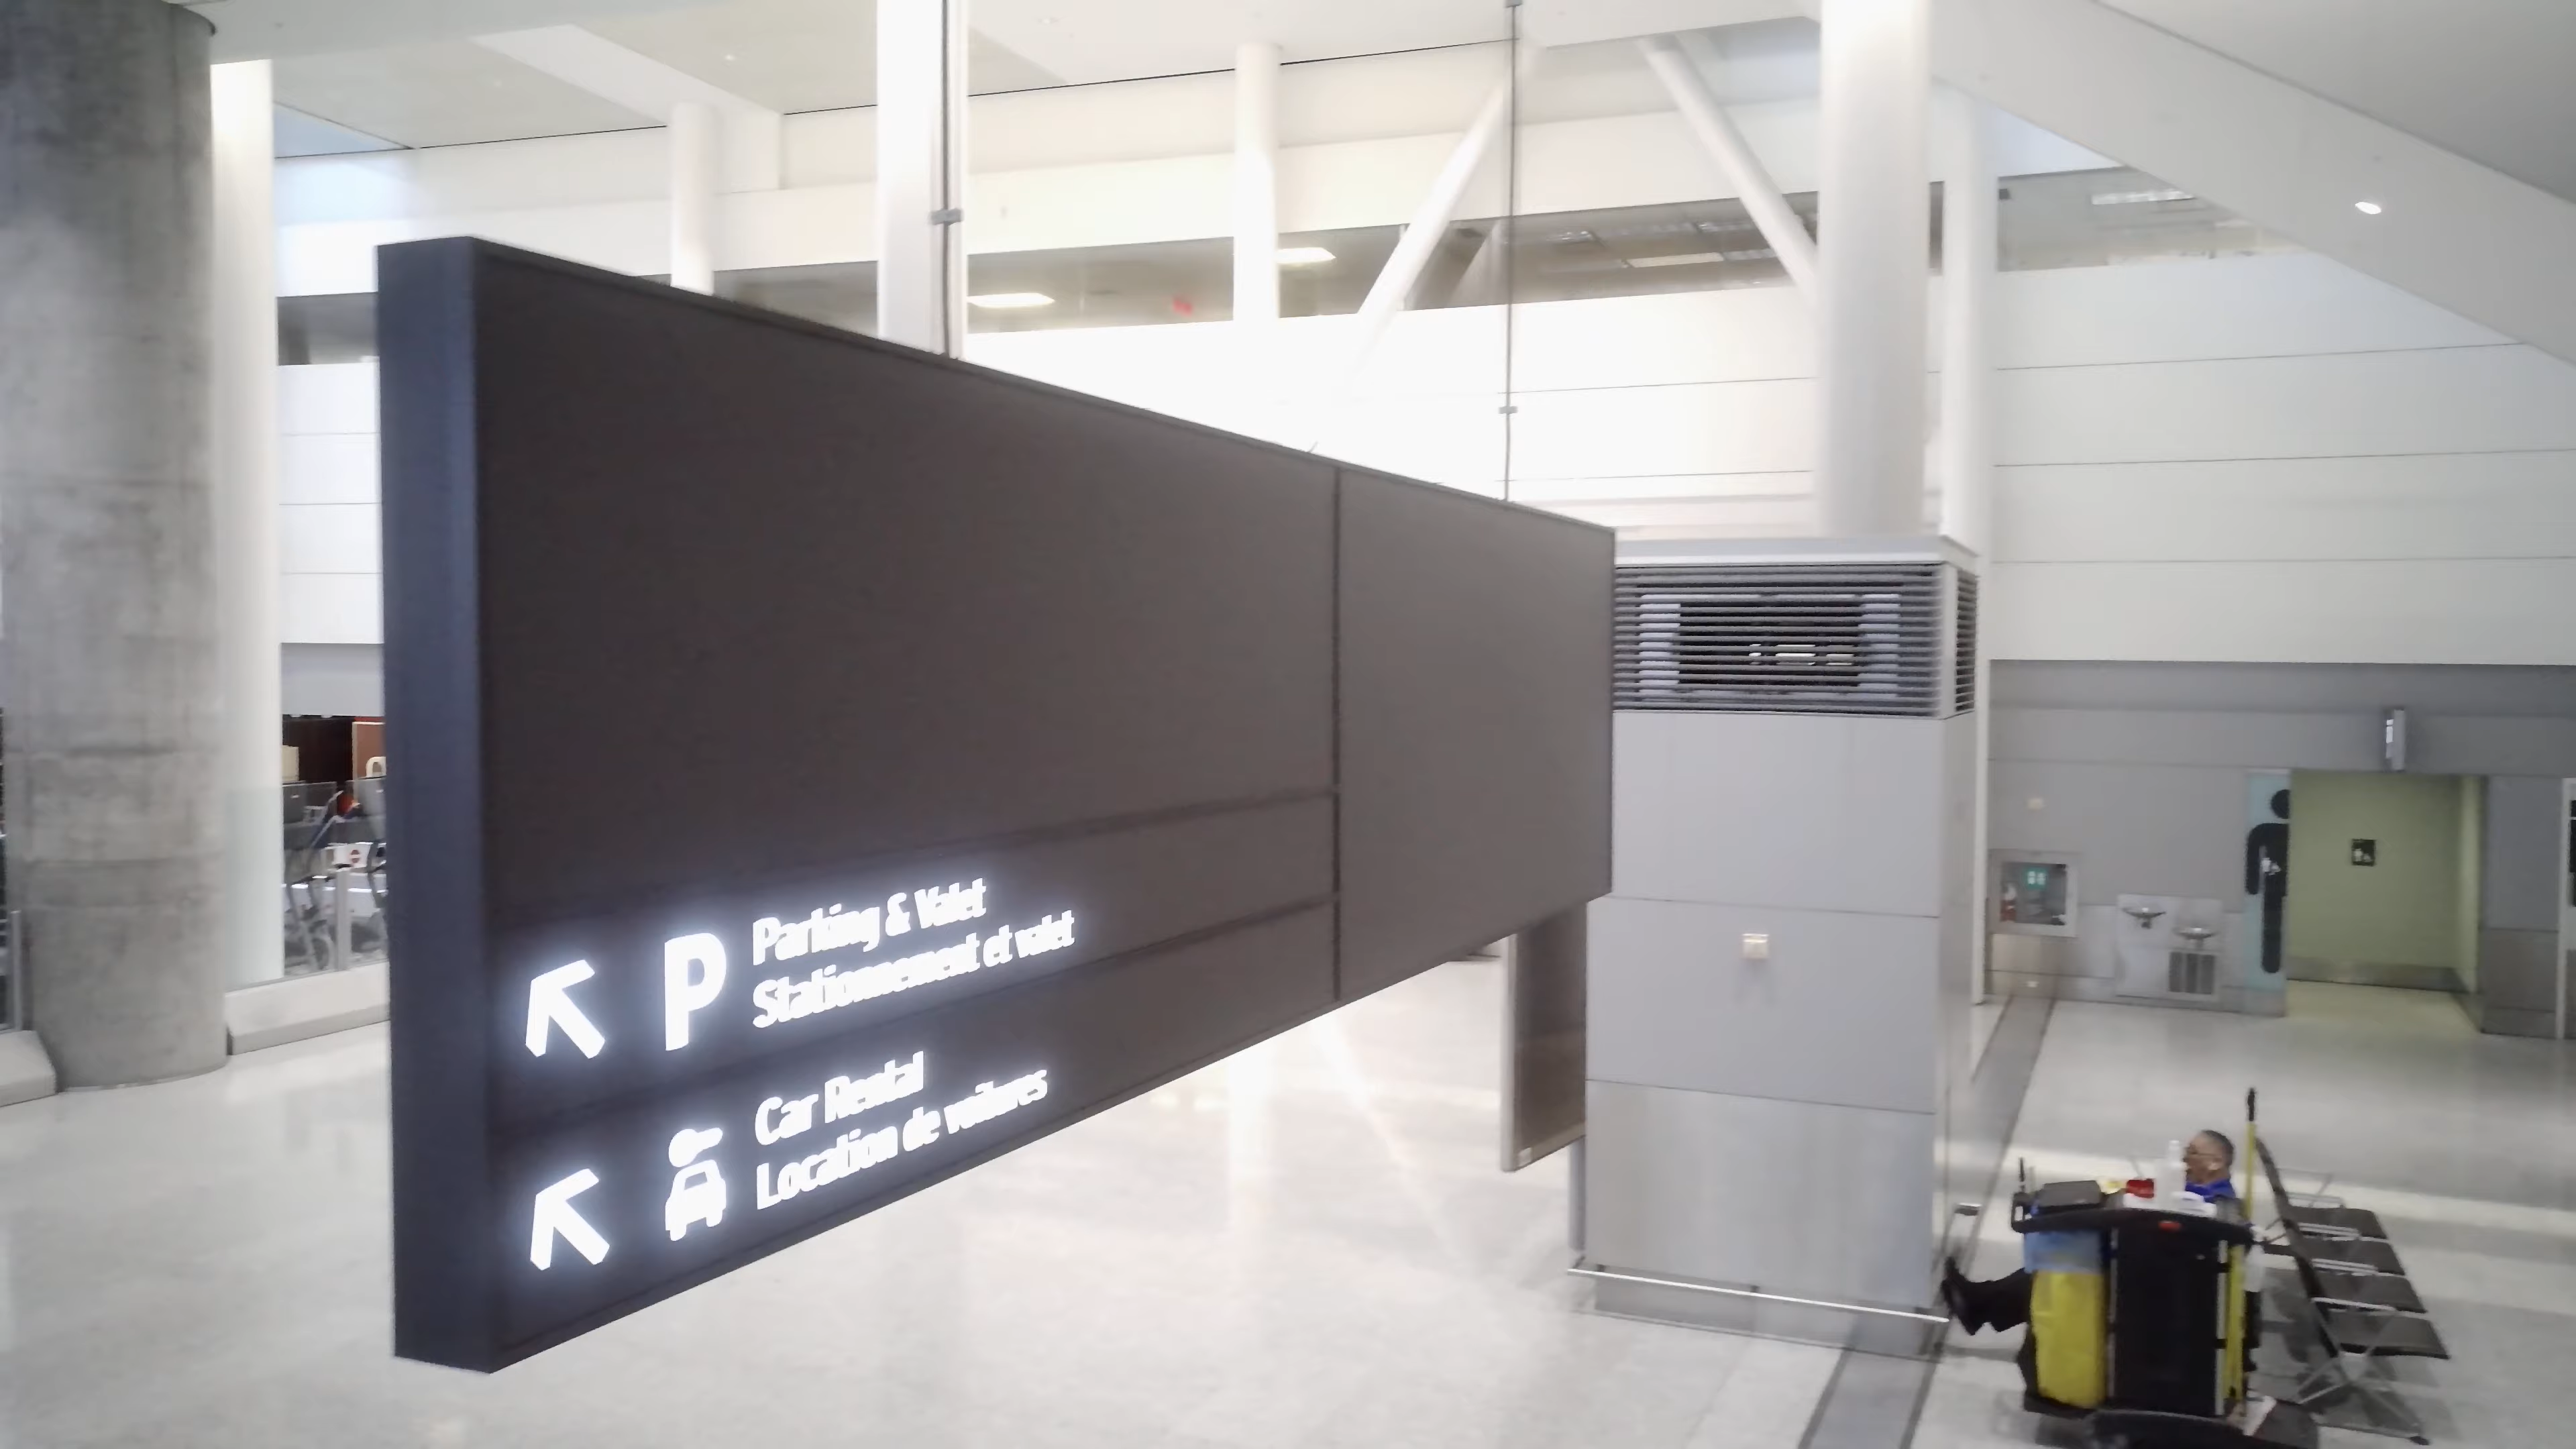 P
Parking & Valet
Stationnement et valet
Car Rental
Location de voitures